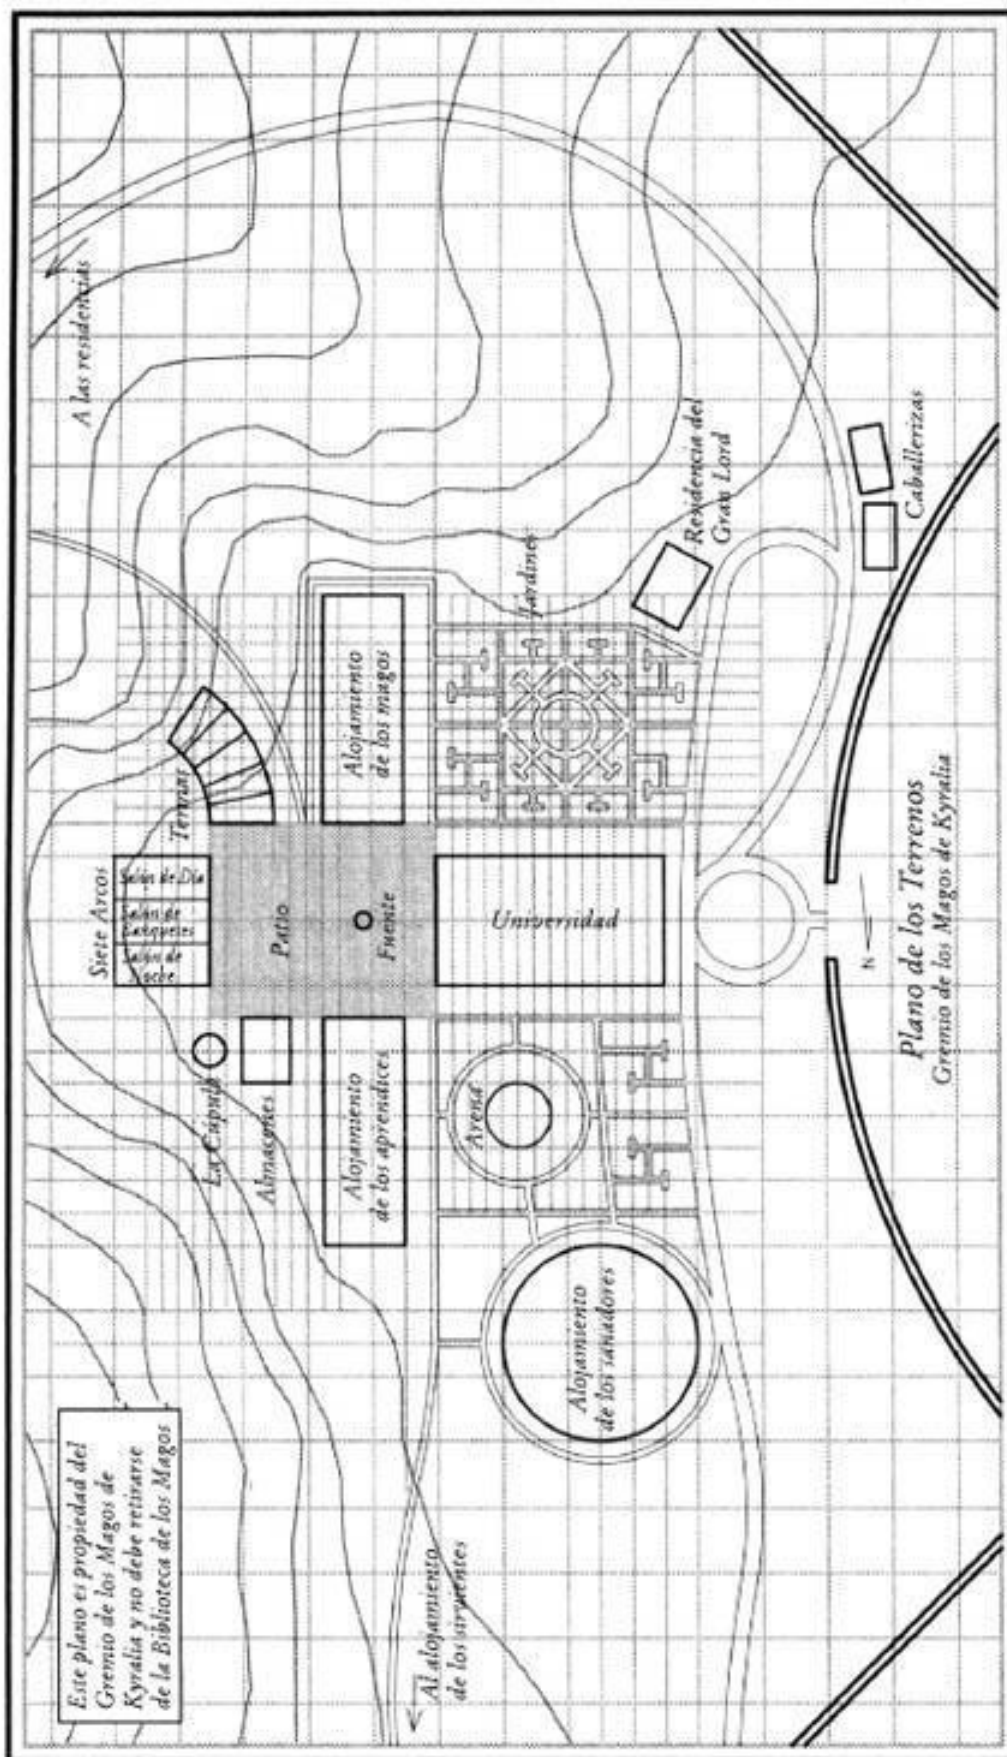 Este plano es propiedad del
Gremio de los Magos de
Kyralia y no debe retirarse
de la Biblioteca de los Magos
A las residencias
Siete Arcos
Salón de Día
Salón de
Banquetes
Salón de
Noche
Termas
La Cúpula
Almacenes
Patio
Fuente
Alojamiento
de los magos
Alojamiento
de los aprendices
Universidad
Jardines
Arena
Residencia del
Gran Lord
Caballerizas
Alojamiento
de los sanadores
Al alojamiento
de los sirvientes
N
Plano de los Terrenos
Gremio de los Magos de Kyralia